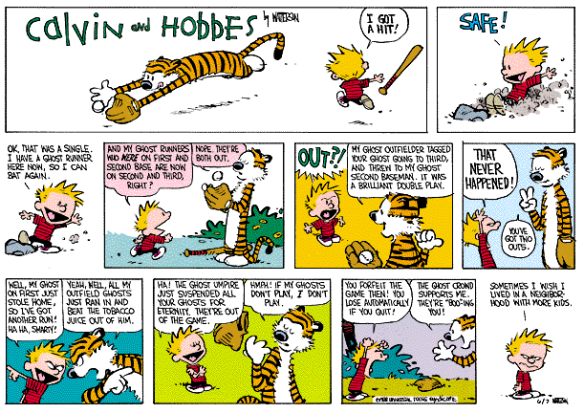 Calvin and HOBBES
by WATTERSON
I GOT
A HIT!
SAFE!
OK, THAT WAS A SINGLE.
I HAVE A GHOST RUNNER
HERE NOW, SO I CAN
BAT AGAIN.
AND MY GHOST RUNNERS
WHO WERE ON FIRST AND
SECOND BASE ARE NOW
ON SECOND AND THIRD,
RIGHT?
NOPE. THEY'RE
BOTH OUT.
OUT?!
MY GHOST OUTFIELDER TAGGED
YOUR GHOST GOING TO THIRD,
AND THREW TO MY GHOST
SECOND BASEMAN. IT WAS
A BRILLIANT DOUBLE PLAY.
THAT
NEVER
HAPPENED!
YOU'VE
GOT TWO
OUTS.
WELL, MY GHOST
ON FIRST JUST
STOLE HOME,
SO I'VE GOT
ANOTHER RUN!
HA HA, SMARTY!
YEAH, WELL, ALL MY
OUTFIELD GHOSTS
JUST RAN IN AND
BEAT THE TOBACCO
JUICE OUT OF HIM.
HA! THE GHOST UMPIRE
JUST SUSPENDED ALL
YOUR GHOSTS FOR
ETERNITY. THEY'RE OUT
OF THE GAME.
HMPH! IF MY GHOSTS
DON'T PLAY, I DON'T
PLAY.
YOU FORFEIT THE
GAME THEN! YOU
LOSE AUTOMATICALLY
IF YOU QUIT!
THE GHOST CROWD
SUPPORTS ME.
THEY'RE "BOO"-ING
YOU!
SOMETIMES I WISH I
LIVED IN A NEIGHBOR-
HOOD WITH MORE KIDS.